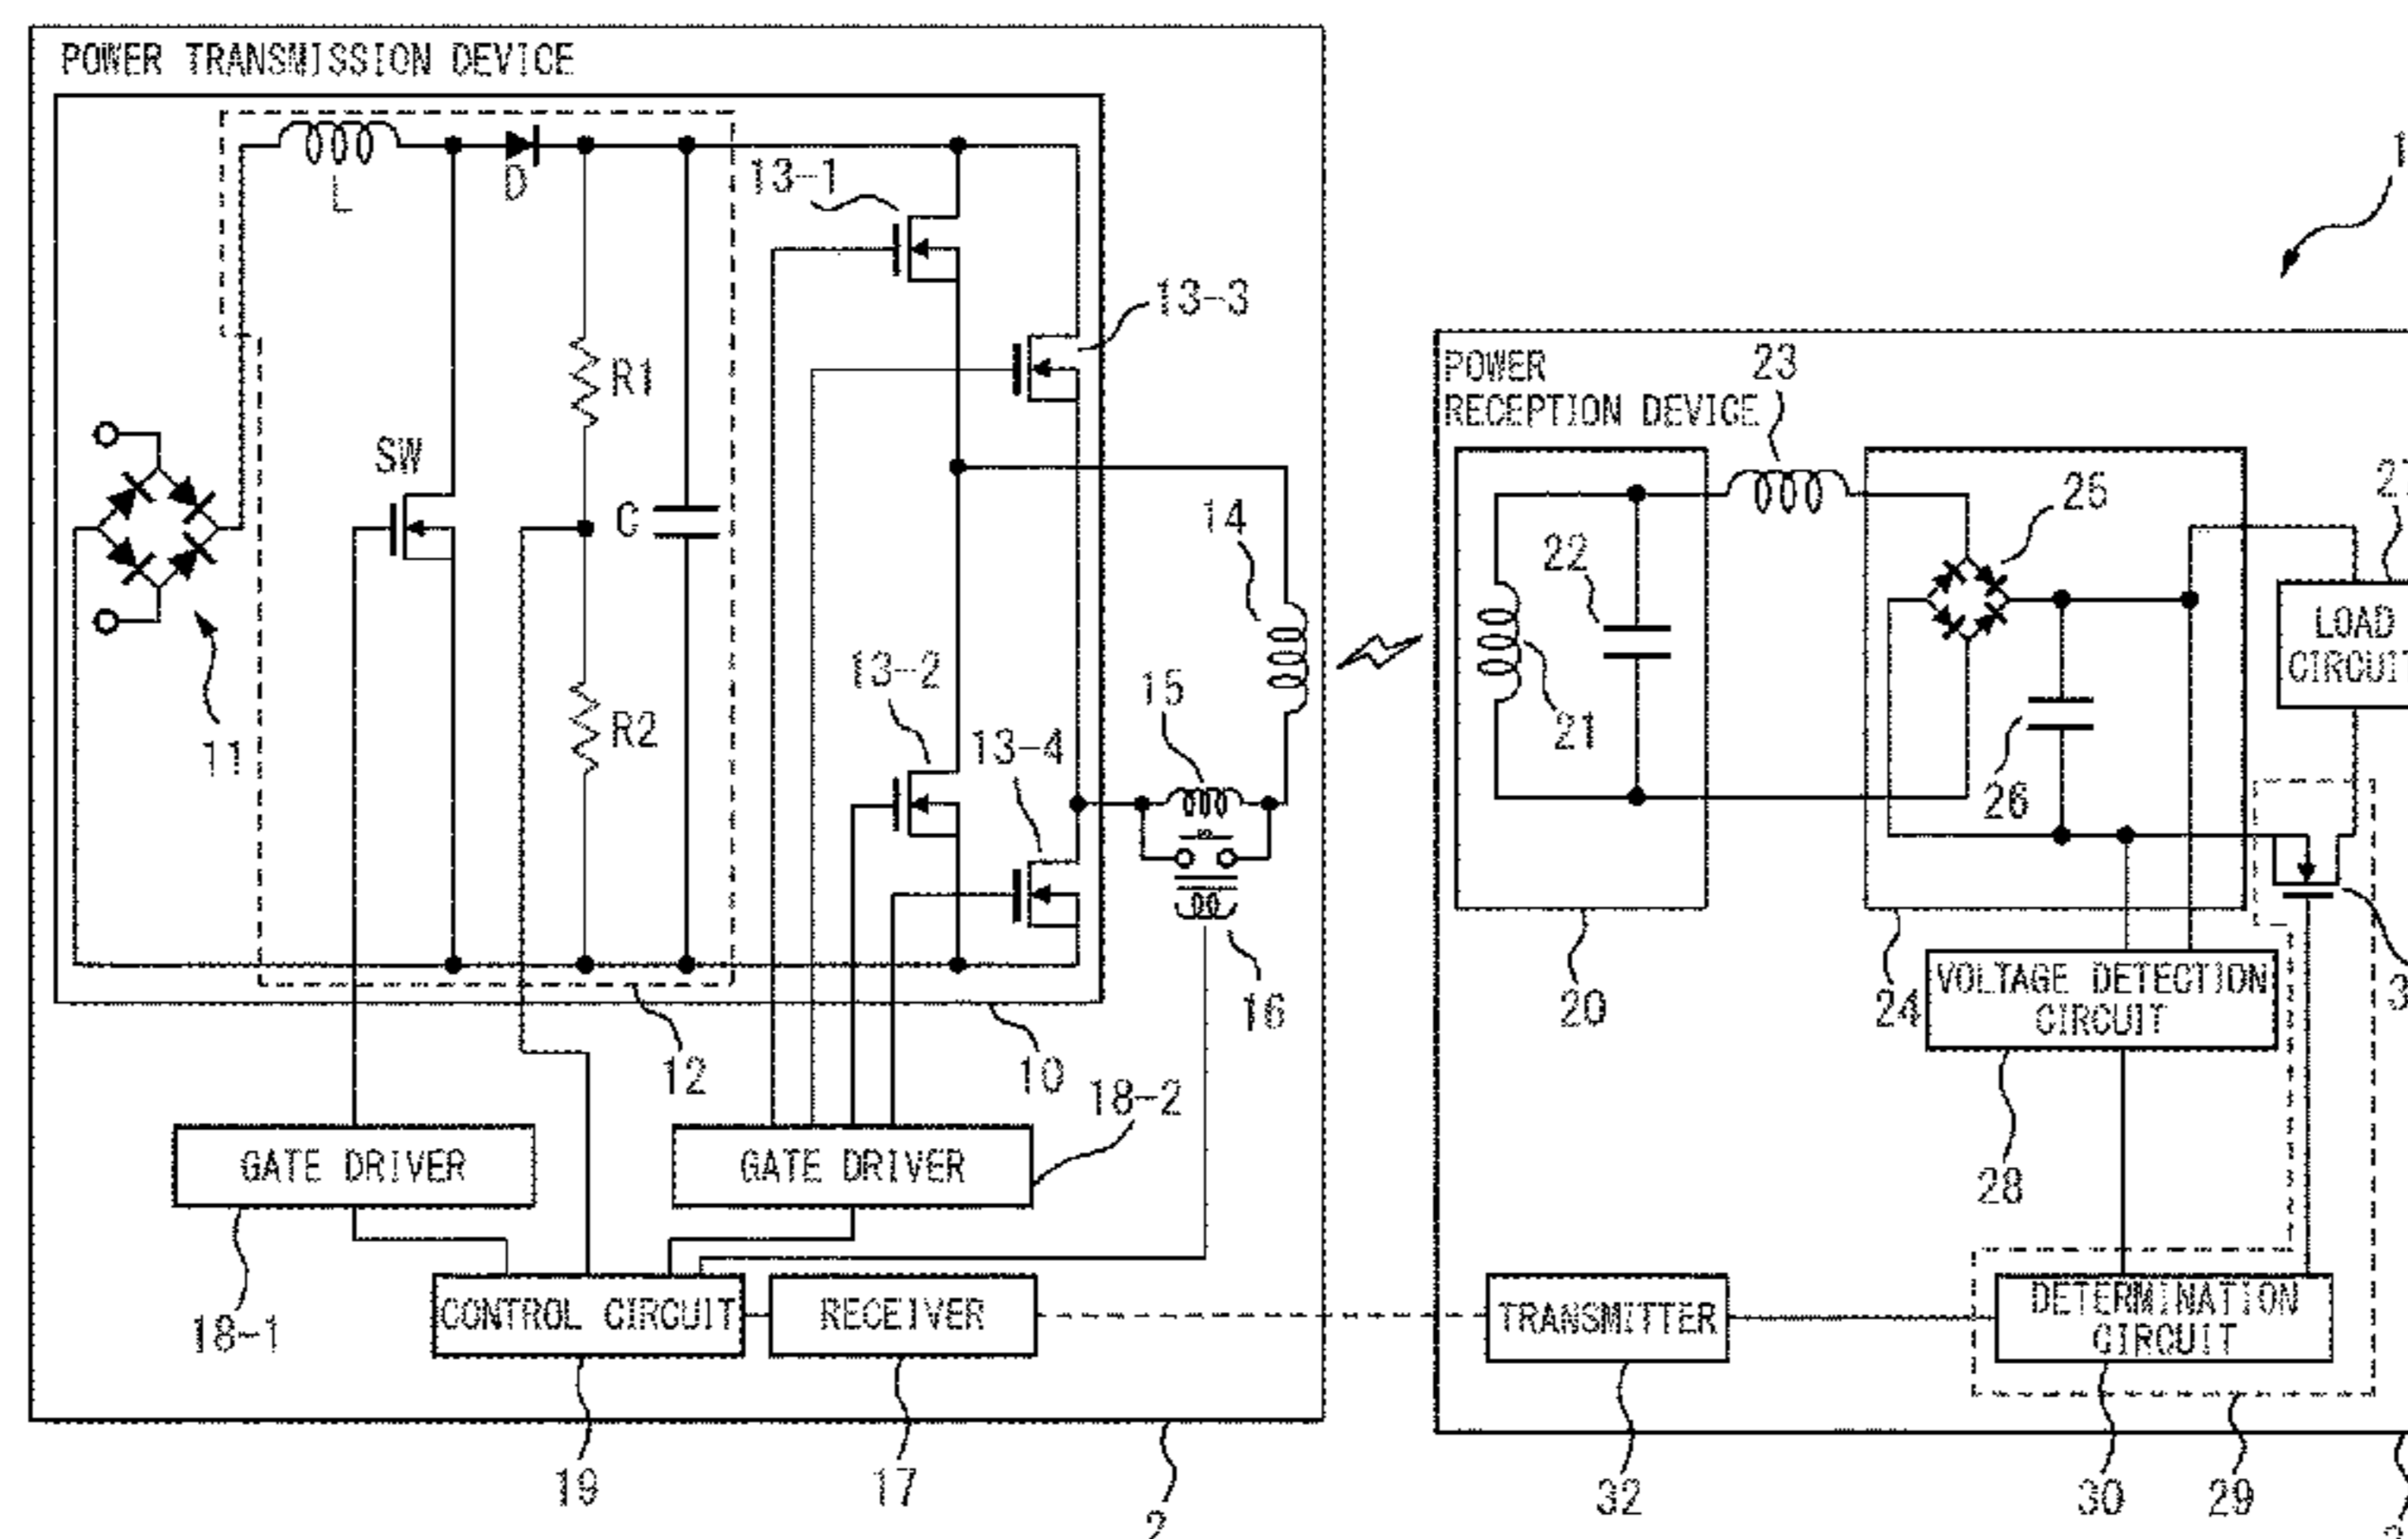 POWER TRANSMISSION DEVICE
L
D
13-1
13-3
R1
SW
C
14
13-2
15
R2
13-4
11
16
12
10
18-2
GATE DRIVER
GATE DRIVER
18-1
CONTROL CIRCUIT
RECEIVER
19
17
2
1
POWER
RECEPTION DEVICE
23
25
22
LOAD
21
26
20
24
VOLTAGE DETECTION
CIRCUIT
28
TRANSMITTER
DETERMINATION
CIRCUIT
32
30
29